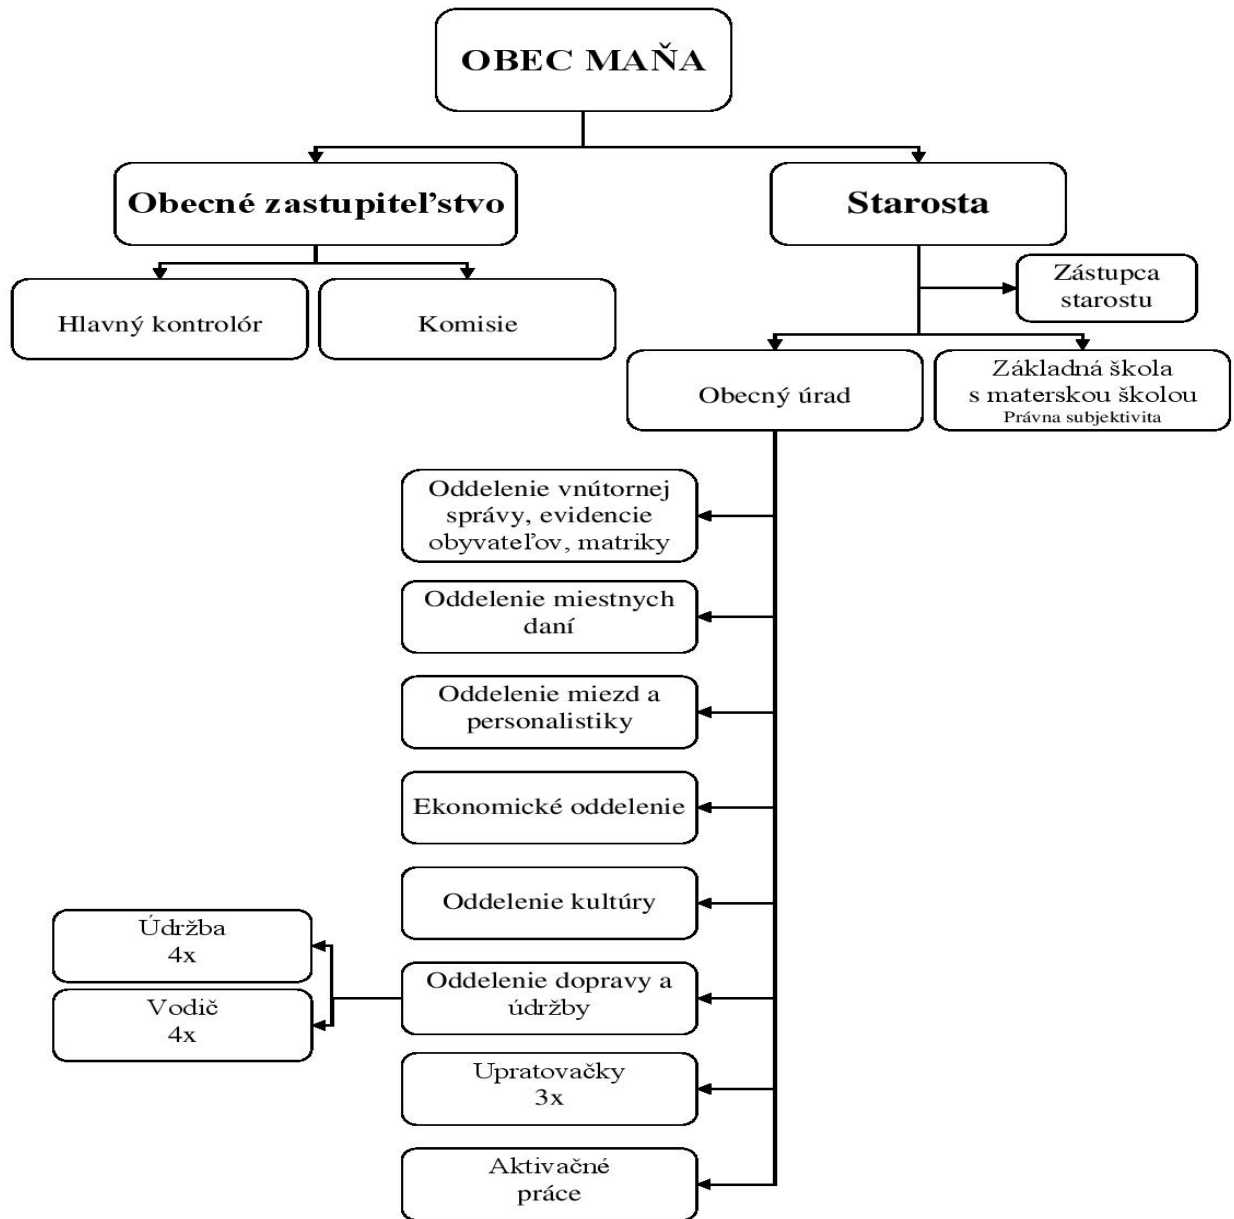 OBEC MAŇA
Obecné zastupiteľstvo
Starosta
Hlavný kontrolór
Komisie
Zástupca
starostu
Obecný úrad
Základná škola
s materskou školou
Právna subjektivita
Oddelenie vnútornej
správy, evidencie
obyvateľov, matriky
Oddelenie miestnych
daní
Oddelenie miezd a
personalistiky
Ekonomické oddelenie
Oddelenie kultúry
Údržba
4x
Vodič
4x
Oddelenie dopravy a
údržby
Upratovačky
3x
Aktivačné
práce